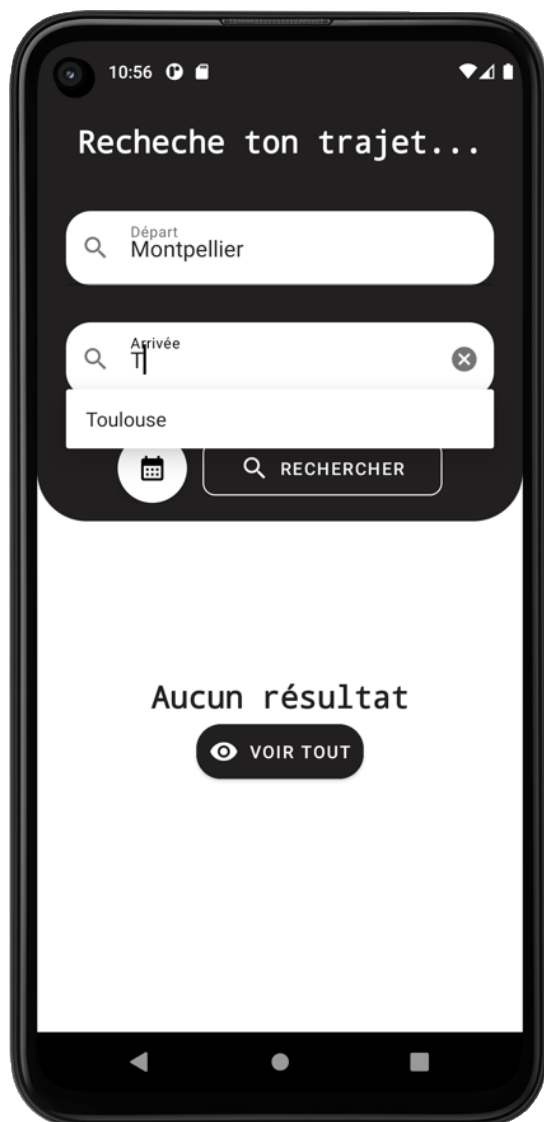 10:56
Recheche ton trajet...
Départ
Montpellier
Arrivée
T
Toulouse
RECHERCHER
Aucun résultat
VOIR TOUT